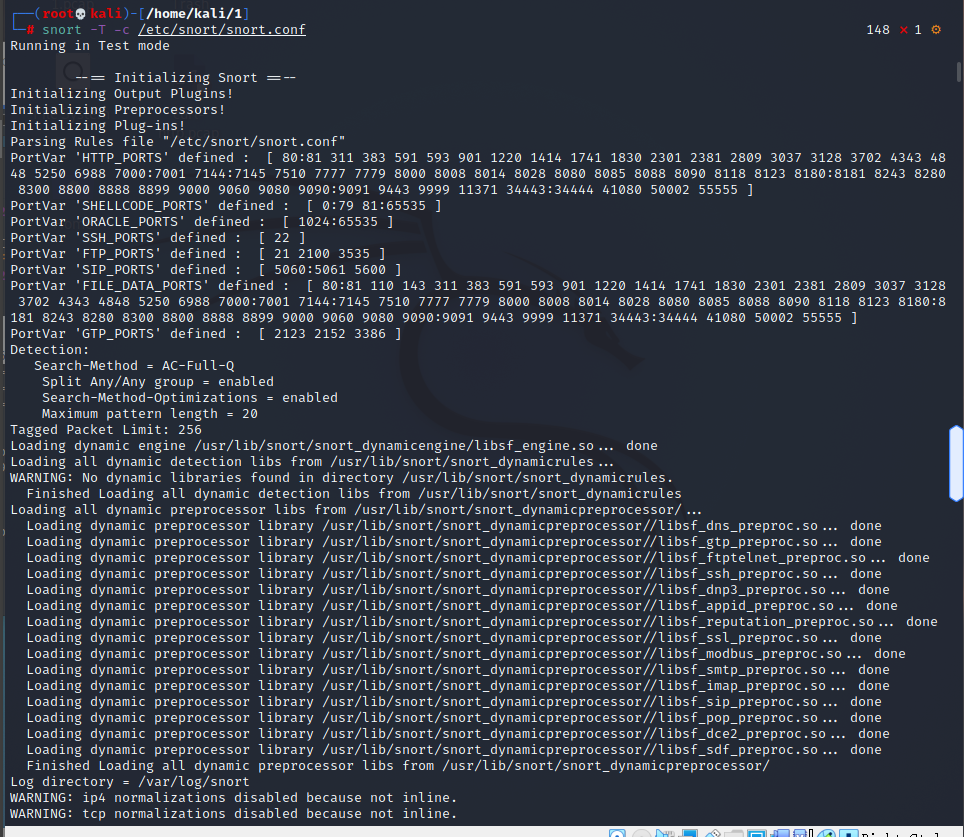 ┌──(root💀kali)-[/home/kali/1]
└─# snort -T -c /etc/snort/snort.conf 148 ⨯ 1 ⚙
Running in Test mode
--== Initializing Snort ==--
Initializing Output Plugins!
Initializing Preprocessors!
Initializing Plug-ins!
Parsing Rules file "/etc/snort/snort.conf"
PortVar 'HTTP_PORTS' defined :  [ 80:81 311 383 591 593 901 1220 1414 1741 1830 2301 2381 2809 3037 3128 3702 4343 48
48 5250 6988 7000:7001 7144:7145 7510 7777 7779 8000 8008 8014 8028 8080 8085 8088 8090 8118 8123 8180:8181 8243 8280
8300 8800 8888 8899 9000 9060 9080 9090:9091 9443 9999 11371 34443:34444 41080 50002 55555 ]
PortVar 'SHELLCODE_PORTS' defined :  [ 0:79 81:65535 ]
PortVar 'ORACLE_PORTS' defined :  [ 1024:65535 ]
PortVar 'SSH_PORTS' defined :  [ 22 ]
PortVar 'FTP_PORTS' defined :  [ 21 2100 3535 ]
PortVar 'SIP_PORTS' defined :  [ 5060:5061 5600 ]
PortVar 'FILE_DATA_PORTS' defined :  [ 80:81 110 143 311 383 591 593 901 1220 1414 1741 1830 2301 2381 2809 3037 3128
3702 4343 4848 5250 6988 7000:7001 7144:7145 7510 7777 7779 8000 8008 8014 8028 8080 8085 8088 8090 8118 8123 8180:8
181 8243 8280 8300 8800 8888 8899 9000 9060 9080 9090:9091 9443 9999 11371 34443:34444 41080 50002 55555 ]
PortVar 'GTP_PORTS' defined :  [ 2123 2152 3386 ]
Detection:
Search-Method = AC-Full-Q
Split Any/Any group = enabled
Search-Method-Optimizations = enabled
Maximum pattern length = 20
Tagged Packet Limit: 256
Loading dynamic engine /usr/lib/snort/snort_dynamicengine/libsf_engine.so... done
Loading all dynamic detection libs from /usr/lib/snort/snort_dynamicrules...
WARNING: No dynamic libraries found in directory /usr/lib/snort/snort_dynamicrules.
Finished Loading all dynamic detection libs from /usr/lib/snort/snort_dynamicrules
Loading all dynamic preprocessor libs from /usr/lib/snort/snort_dynamicpreprocessor/...
Loading dynamic preprocessor library /usr/lib/snort/snort_dynamicpreprocessor//libsf_dns_preproc.so... done
Loading dynamic preprocessor library /usr/lib/snort/snort_dynamicpreprocessor//libsf_gtp_preproc.so... done
Loading dynamic preprocessor library /usr/lib/snort/snort_dynamicpreprocessor//libsf_ftptelnet_preproc.so... done
Loading dynamic preprocessor library /usr/lib/snort/snort_dynamicpreprocessor//libsf_ssh_preproc.so... done
Loading dynamic preprocessor library /usr/lib/snort/snort_dynamicpreprocessor//libsf_dnp3_preproc.so... done
Loading dynamic preprocessor library /usr/lib/snort/snort_dynamicpreprocessor//libsf_appid_preproc.so... done
Loading dynamic preprocessor library /usr/lib/snort/snort_dynamicpreprocessor//libsf_reputation_preproc.so... done
Loading dynamic preprocessor library /usr/lib/snort/snort_dynamicpreprocessor//libsf_ssl_preproc.so... done
Loading dynamic preprocessor library /usr/lib/snort/snort_dynamicpreprocessor//libsf_modbus_preproc.so... done
Loading dynamic preprocessor library /usr/lib/snort/snort_dynamicpreprocessor//libsf_smtp_preproc.so... done
Loading dynamic preprocessor library /usr/lib/snort/snort_dynamicpreprocessor//libsf_imap_preproc.so... done
Loading dynamic preprocessor library /usr/lib/snort/snort_dynamicpreprocessor//libsf_sip_preproc.so... done
Loading dynamic preprocessor library /usr/lib/snort/snort_dynamicpreprocessor//libsf_pop_preproc.so... done
Loading dynamic preprocessor library /usr/lib/snort/snort_dynamicpreprocessor//libsf_dce2_preproc.so... done
Loading dynamic preprocessor library /usr/lib/snort/snort_dynamicpreprocessor//libsf_sdf_preproc.so... done
Finished Loading all dynamic preprocessor libs from /usr/lib/snort/snort_dynamicpreprocessor/
Log directory = /var/log/snort
WARNING: ip4 normalizations disabled because not inline.
WARNING: tcp normalizations disabled because not inline.